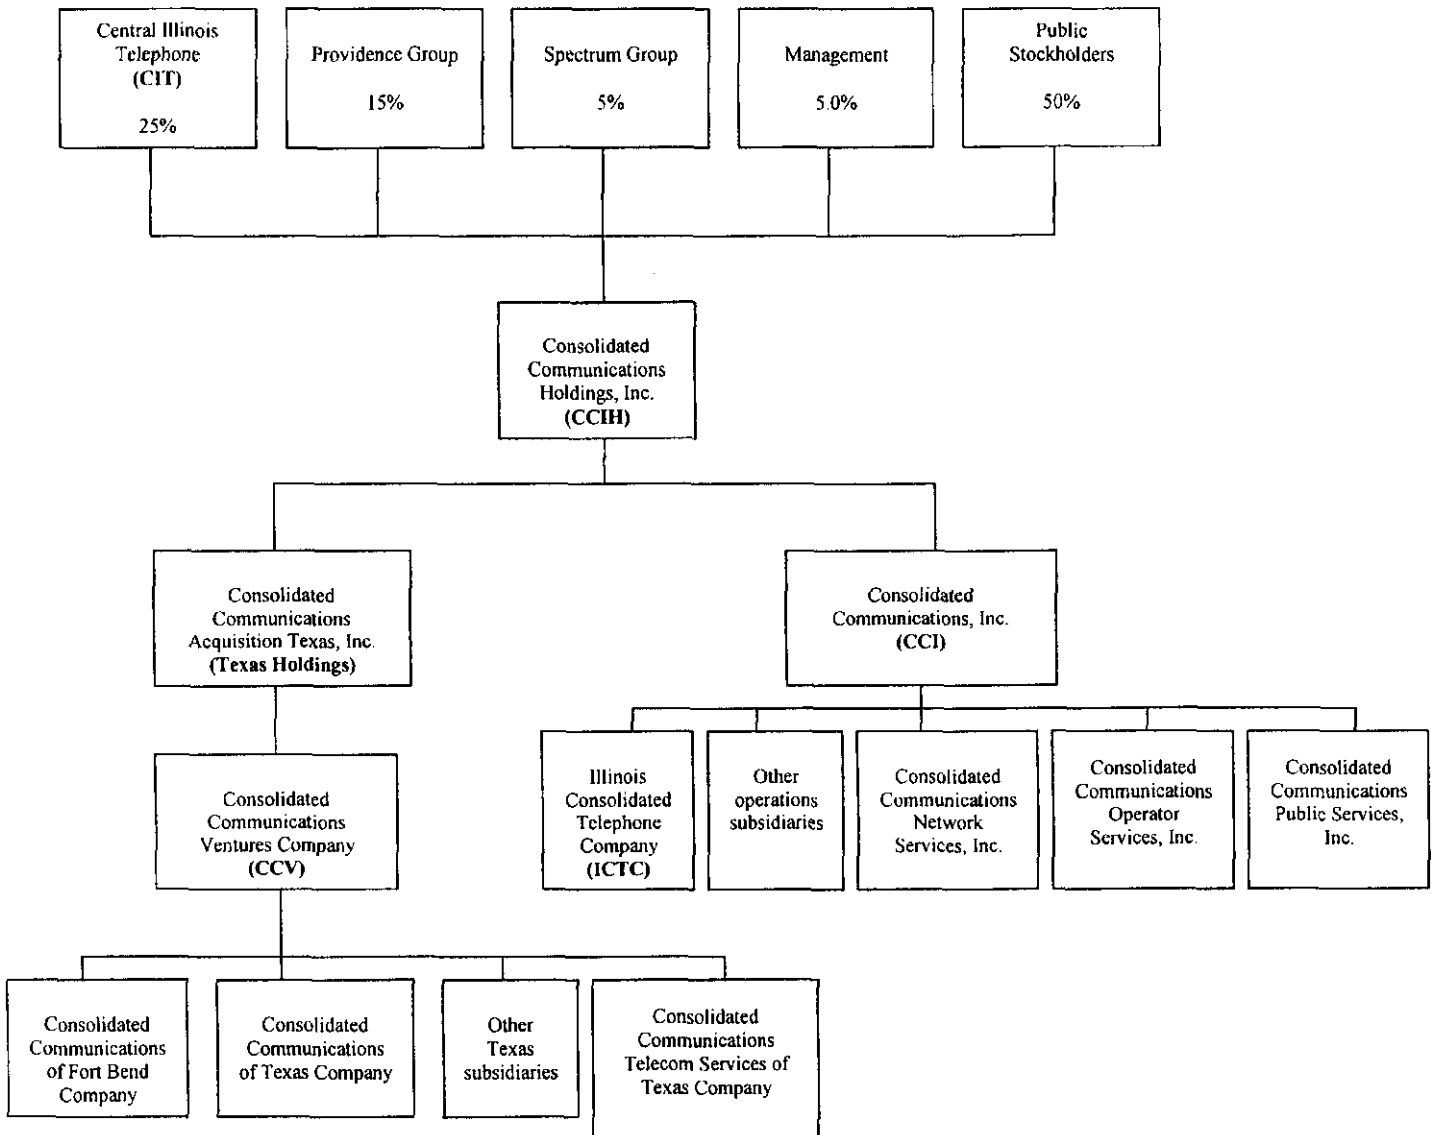 Central Illinois
Telephone
(CIT)
25%
Providence Group
15%
Spectrum Group
5%
Management
5.0%
Public
Stockholders
50%
Consolidated
Communications
Holdings, Inc.
(CCIH)
Consolidated
Communications
Acquisition Texas, Inc.
(Texas Holdings)
Consolidated
Communications, Inc.
(CCI)
Consolidated
Communications
Ventures Company
(CCV)
Illinois
Consolidated
Telephone
Company
(ICTC)
Other
operations
subsidiaries
Consolidated
Communications
Network
Services, Inc.
Consolidated
Communications
Operator
Services, Inc.
Consolidated
Communications
Public Services,
Inc.
Consolidated
Communications
of Fort Bend
Company
Consolidated
Communications
of Texas Company
Other
Texas
subsidiaries
Consolidated
Communications
Telecom Services of
Texas Company